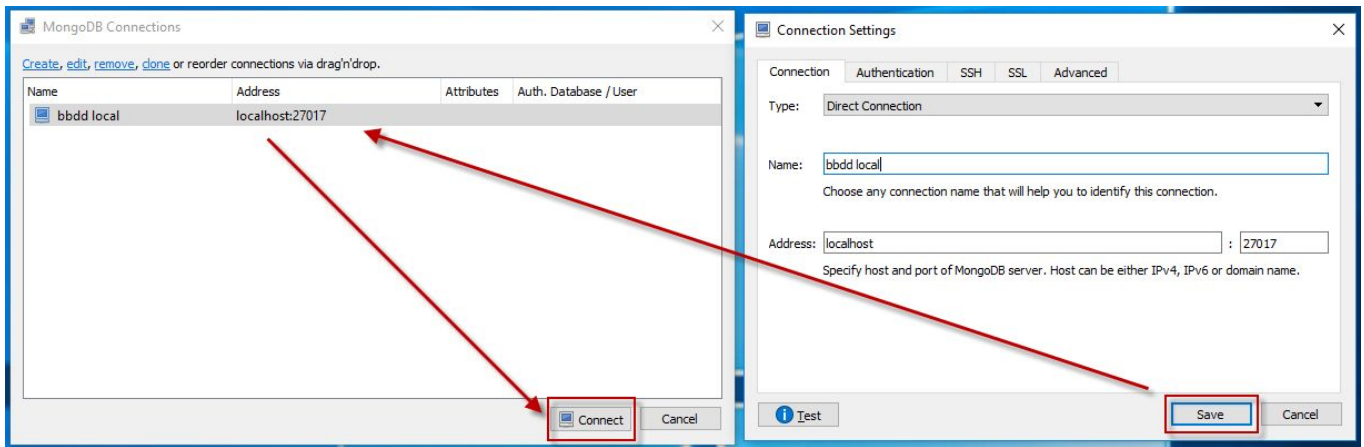 MongoDB Connections
Create, edit, remove, clone or reorder connections via drag'n'drop.
Name Address Attributes Auth. Database / User
bbdd local localhost:27017
Connect Cancel
Connection Settings
Connection Authentication SSH SSL Advanced
Type: Direct Connection
Name: bbdd local
Choose any connection name that will help you to identify this connection.
Address: localhost : 27017
Specify host and port of MongoDB server. Host can be either IPv4, IPv6 or domain name.
Test Save Cancel